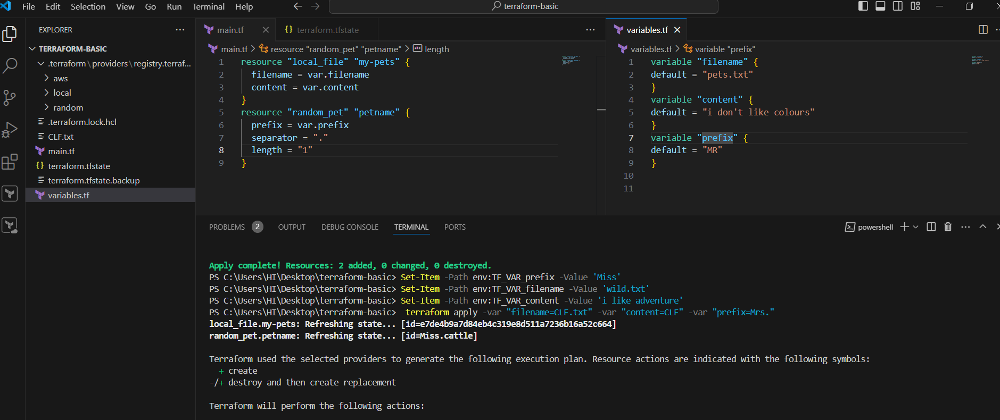 File Edit Selection View Go Run Terminal Help
terraform-basic
EXPLORER
TERRAFORM-BASIC
.terraform\providers\registry.terraf...
aws
local
random
.terraform.lock.hcl
CLF.txt
main.tf
terraform.tfstate
terraform.tfstate.backup
variables.tf
main.tf
terraform.tfstate
main.tf > resource "random_pet" "petname" > abc length
1 resource "local_file" "my-pets" {
2 filename = var.filename
3 content = var.content
4 }
5 resource "random_pet" "petname" {
6 prefix = var.prefix
7 separator = "."
8 length = "1"
9 }
variables.tf
variables.tf > variable "prefix"
1 variable "filename" {
2 default = "pets.txt"
3 }
4 variable "content" {
5 default = "i don't like colours"
6 }
7 variable "prefix" {
8 default = "MR"
9 }
10
11
PROBLEMS 2 OUTPUT DEBUG CONSOLE TERMINAL PORTS
powershell
Apply complete! Resources: 2 added, 0 changed, 0 destroyed.
PS C:\Users\HI\Desktop\terraform-basic> Set-Item -Path env:TF_VAR_prefix -Value 'Miss'
PS C:\Users\HI\Desktop\terraform-basic> Set-Item -Path env:TF_VAR_filename -Value 'wild.txt'
PS C:\Users\HI\Desktop\terraform-basic> Set-Item -Path env:TF_VAR_content -Value 'i like adventure'
PS C:\Users\HI\Desktop\terraform-basic> terraform apply -var "filename=CLF.txt" -var "content=CLF" -var "prefix=Mrs."
local_file.my-pets: Refreshing state... [id=e7de4b9a7d84eb4c319e8d511a7236b16a52c664]
random_pet.petname: Refreshing state... [id=Miss.cattle]
Terraform used the selected providers to generate the following execution plan. Resource actions are indicated with the following symbols:
+ create
-/+ destroy and then create replacement
Terraform will perform the following actions: